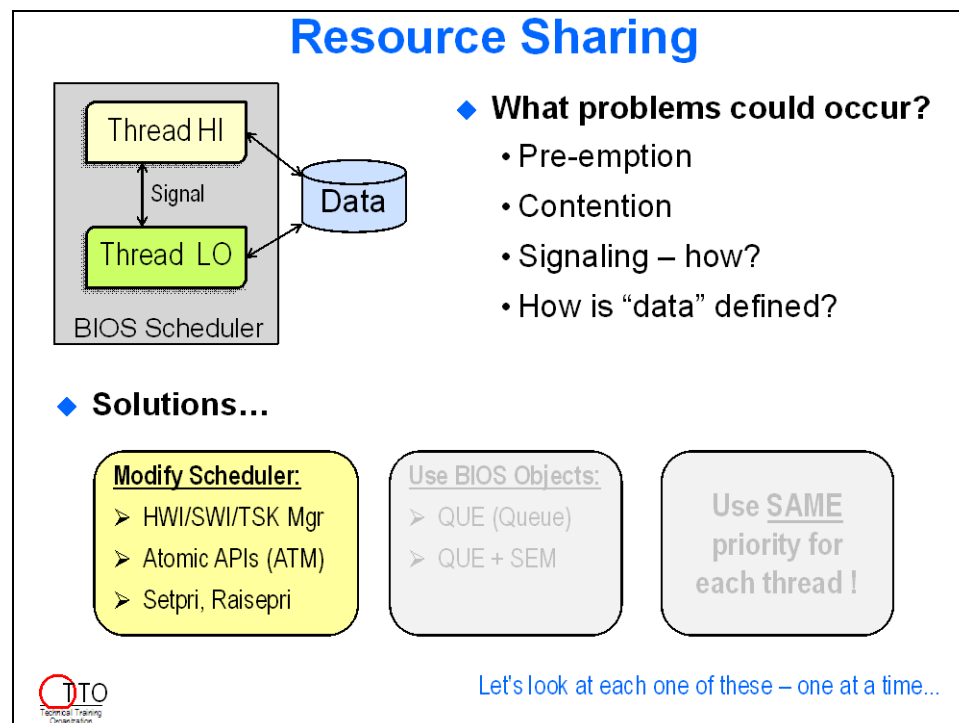 Resource Sharing
Thread HI
Signal
Thread LO
BIOS Scheduler
Data
◆ What problems could occur?
• Pre-emption
• Contention
• Signaling – how?
• How is “data” defined?
◆ Solutions…
Modify Scheduler:
➢ HWI/SWI/TSK Mgr
➢ Atomic APIs (ATM)
➢ Setpri, Raisepri
Use BIOS Objects:
➢ QUE (Queue)
➢ QUE + SEM
Use SAME
priority for
each thread !
TTO
Technical Training
Organization
Let's look at each one of these – one at a time...